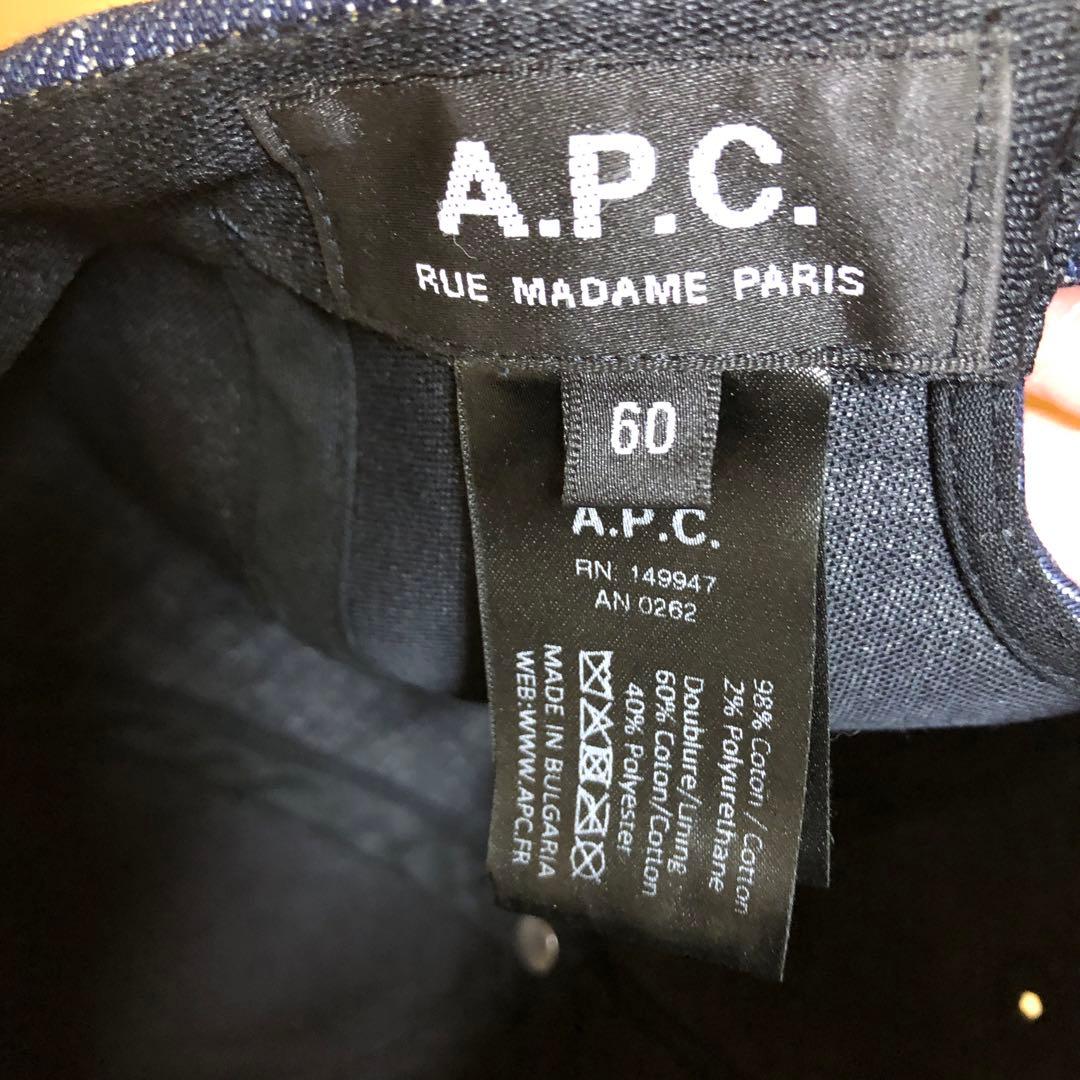 A.P.C.
RUE MADAME PARIS
60
A.P.C.
RN. 149947
AN 0262
98% Coton / Cotton
2% Polyurethane
Doublure/Lining :
60% Coton/Cotton
40% Polyester
MADE IN BULGARIA
WEB:WWW.APC.FR